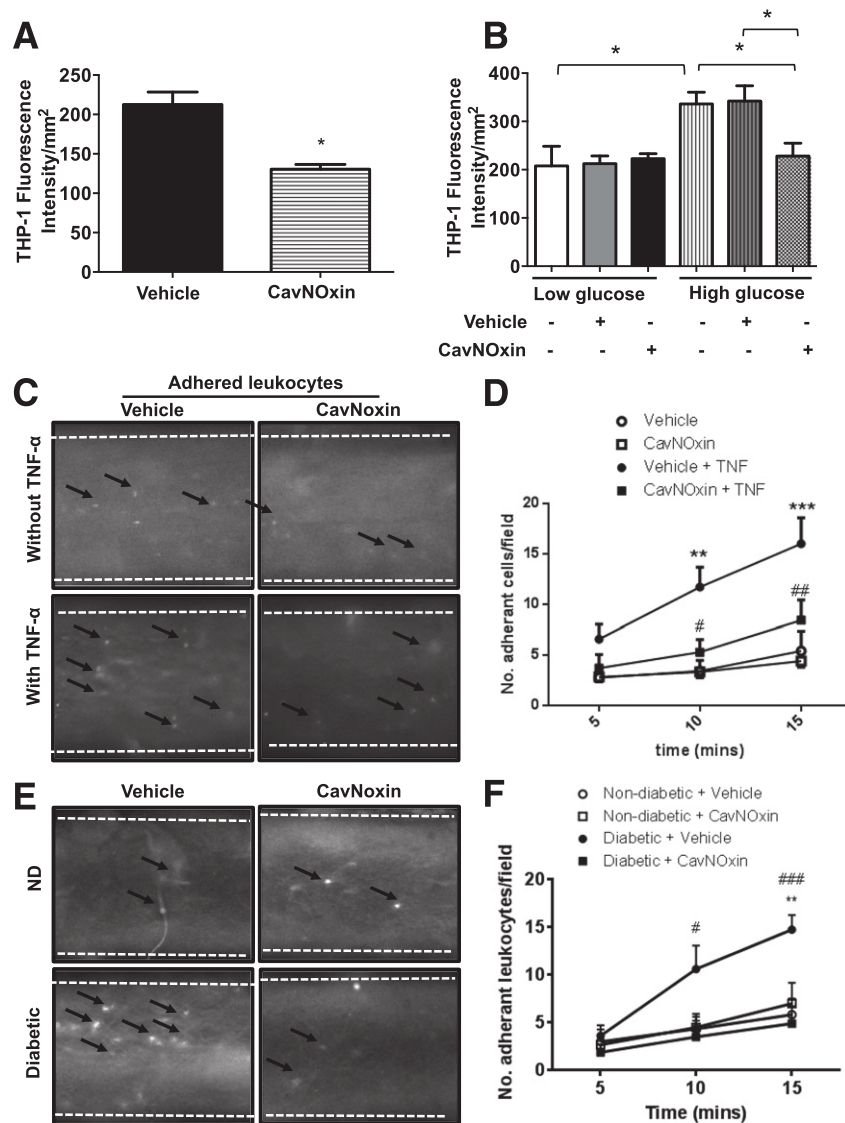 A
THP-1 Fluorescence
Intensity/mm2
250
200
150
100
50
0
*
Vehicle
CavNOxin
B
THP-1 Fluorescence
Intensity/mm2
400
300
200
100
0
*
*
*
Low glucose
High glucose
Vehicle - + - - + -
CavNOxin - - + - - +
C
Adhered leukocytes
Vehicle
CavNoxin
Without TNF-α
With TNF-α
D
Vehicle
CavNOxin
Vehicle + TNF
CavNOxin + TNF
No. adherant cells/field
20
15
10
5
0
**
***
#
##
5
10
15
time (mins)
E
Vehicle
CavNoxin
ND
Diabetic
F
Non-diabetic + Vehicle
Non-diabetic + CavNOxin
Diabetic + Vehicle
Diabetic + CavNOxin
No. adherant leukocytes/field
20
15
10
5
0
#
###
**
5
10
15
Time (mins)